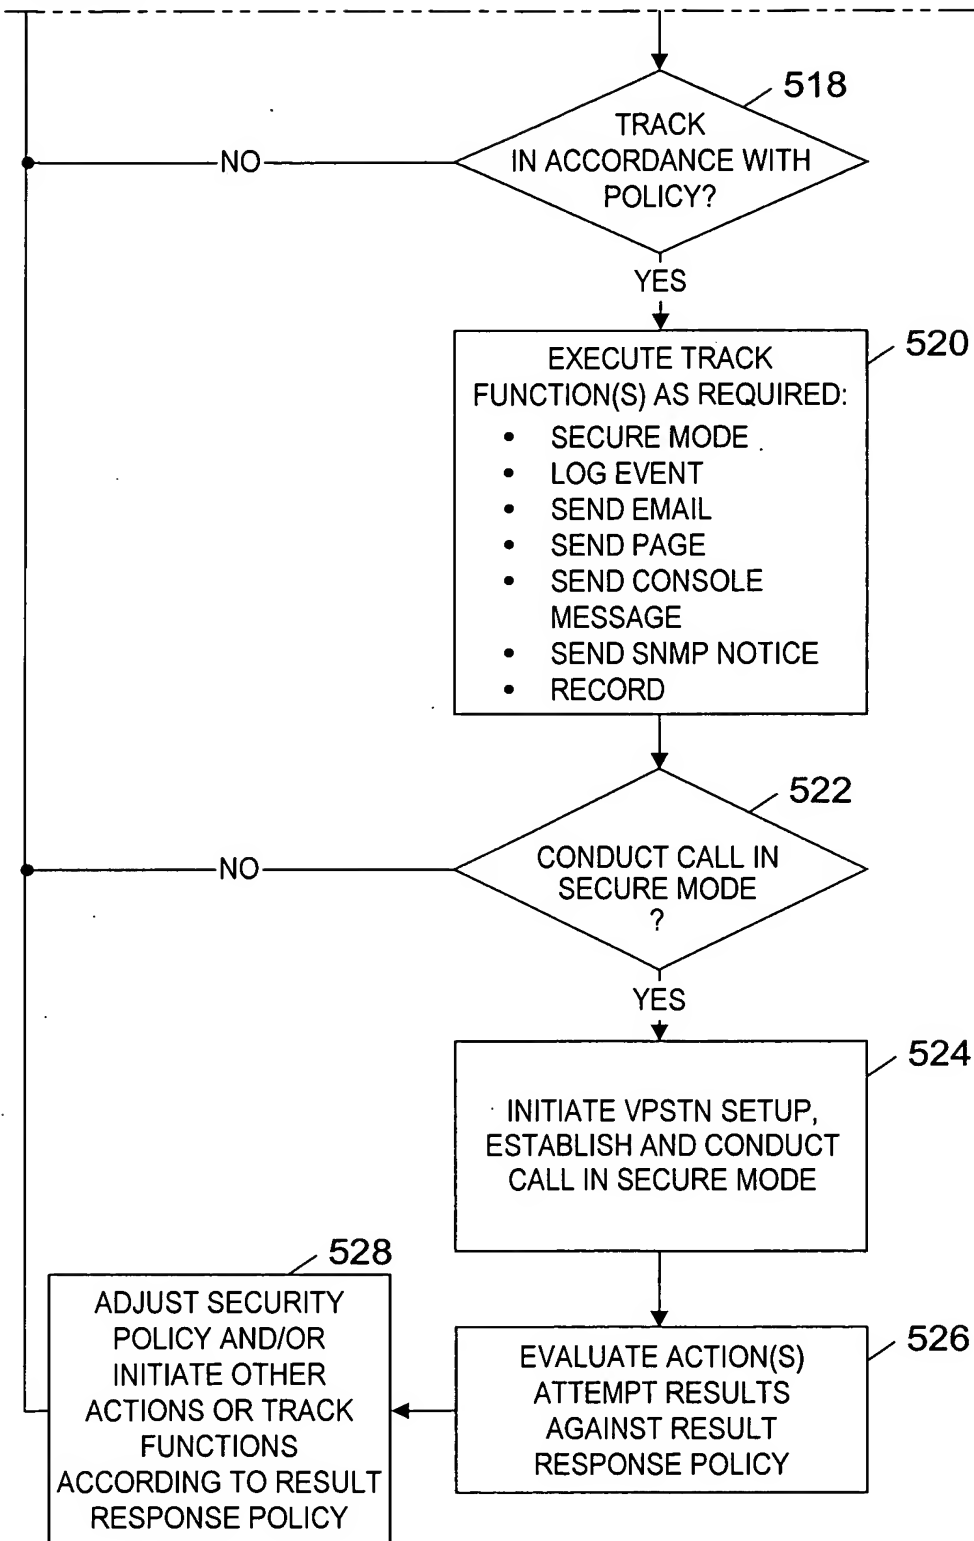 518
TRACK
IN ACCORDANCE WITH
POLICY?
NO
YES
520
EXECUTE TRACK
FUNCTION(S) AS REQUIRED:
• SECURE MODE
• LOG EVENT
• SEND EMAIL
• SEND PAGE
• SEND CONSOLE
MESSAGE
• SEND SNMP NOTICE
• RECORD
522
CONDUCT CALL IN
SECURE MODE
?
NO
YES
524
INITIATE VPSTN SETUP,
ESTABLISH AND CONDUCT
CALL IN SECURE MODE
526
EVALUATE ACTION(S)
ATTEMPT RESULTS
AGAINST RESULT
RESPONSE POLICY
528
ADJUST SECURITY
POLICY AND/OR
INITIATE OTHER
ACTIONS OR TRACK
FUNCTIONS
ACCORDING TO RESULT
RESPONSE POLICY